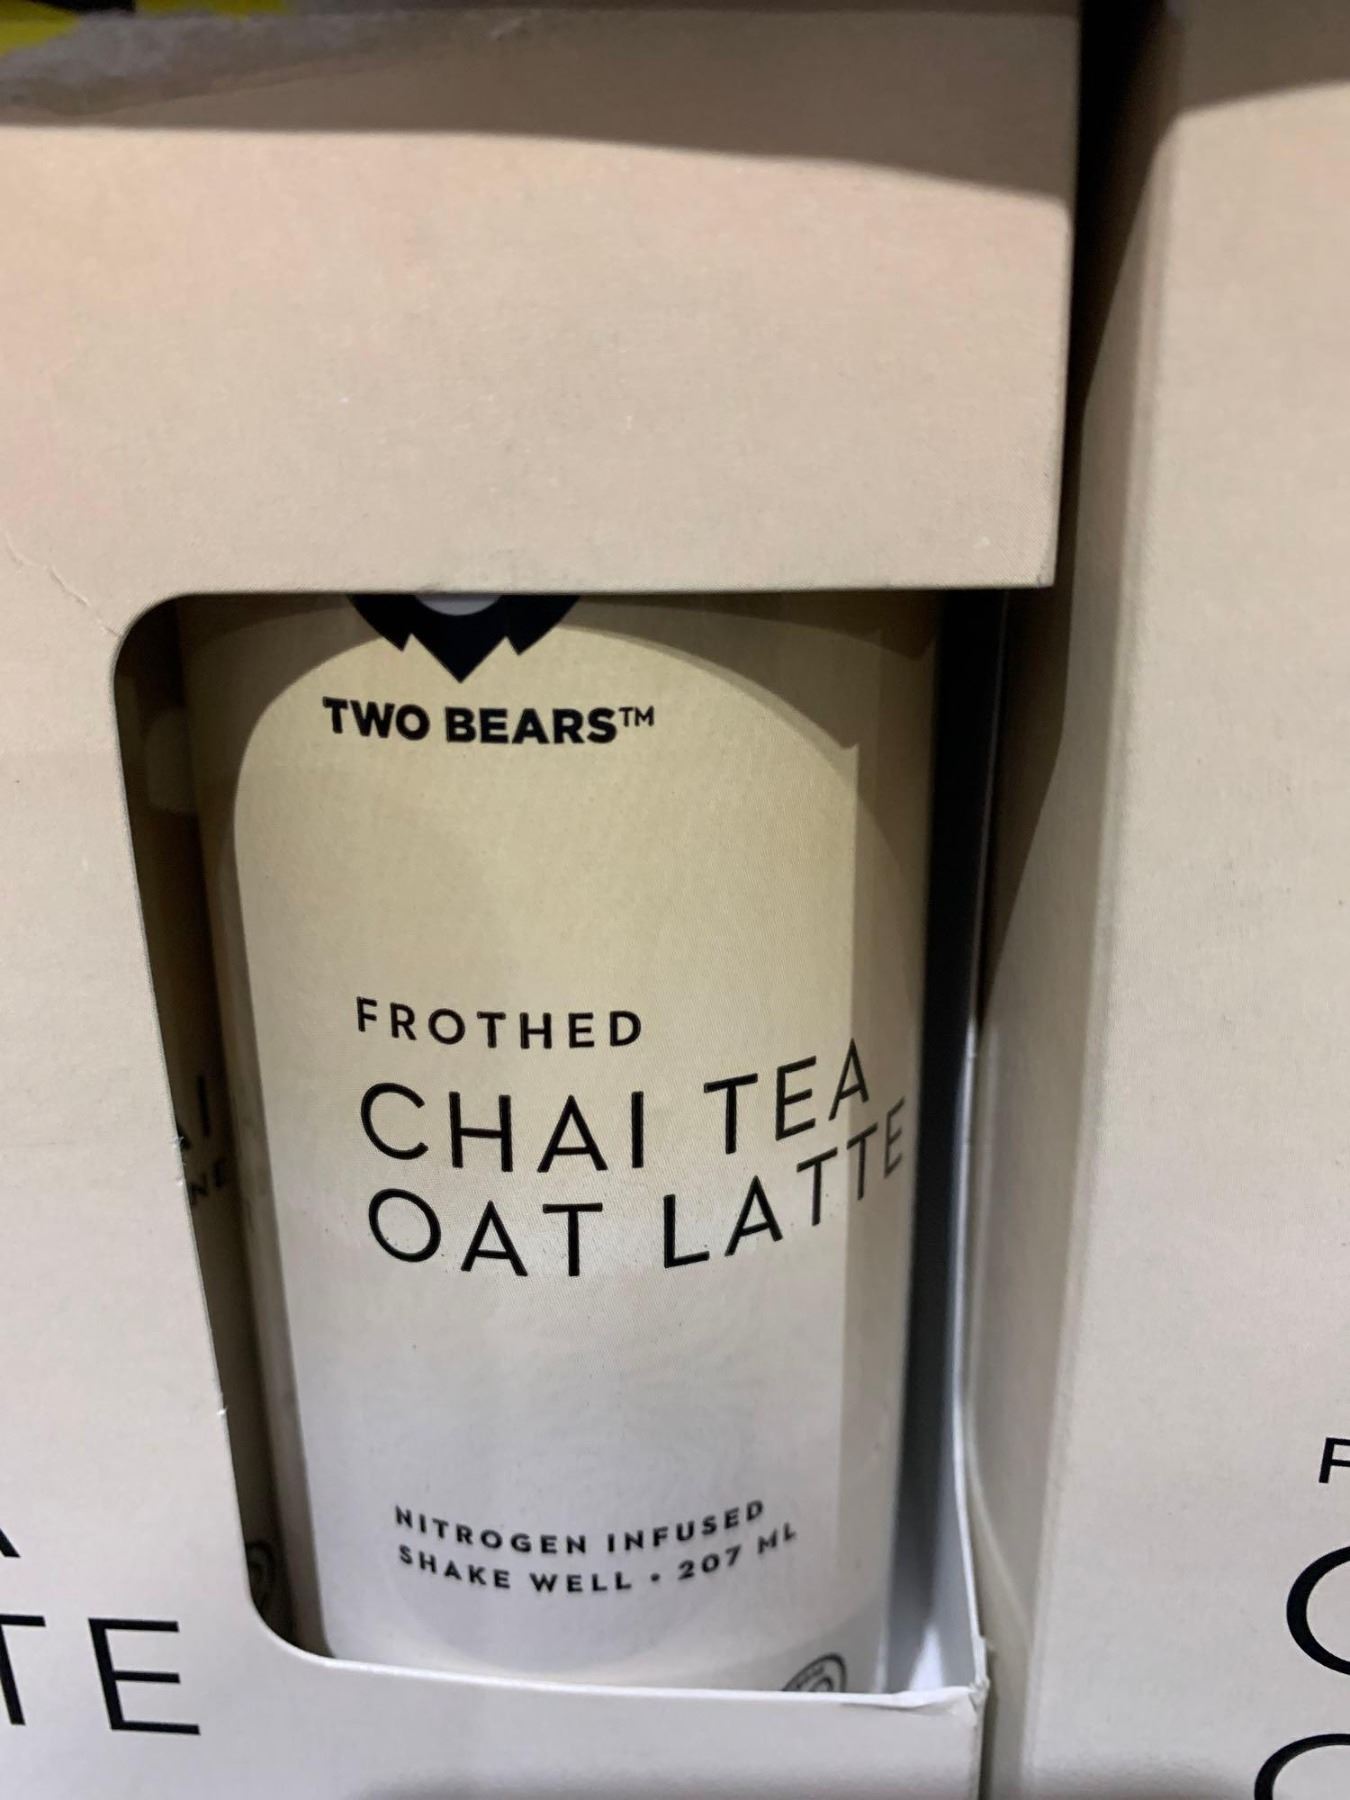 TWO BEARS™
FROTHED
CHAI TEA
OAT LATTE
NITROGEN INFUSED
SHAKE WELL • 207 ML